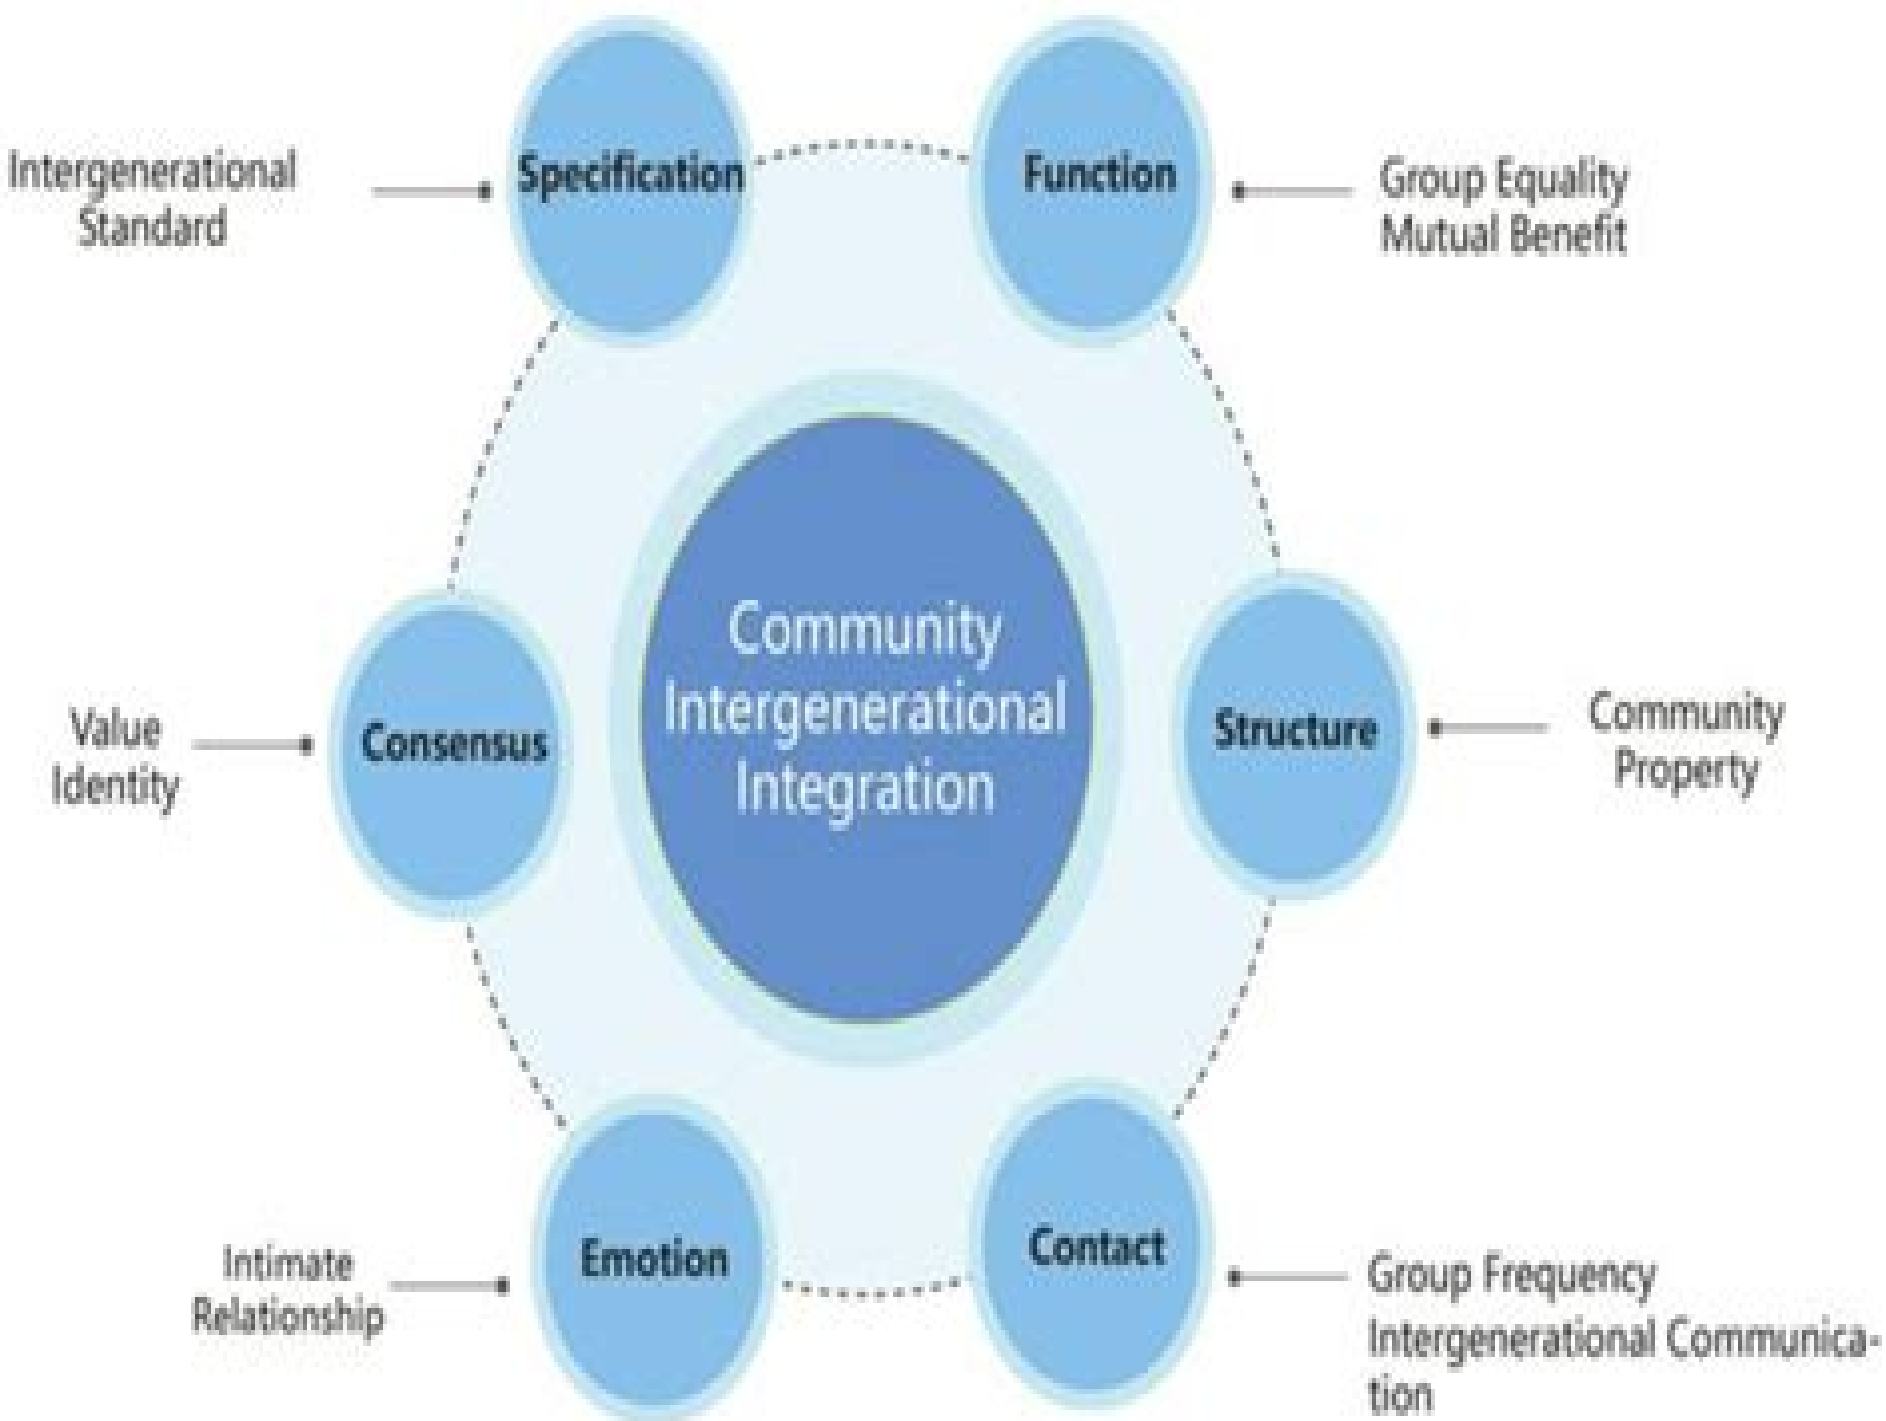 Specification
Function
Intergenerational
Standard
Group Equality
Mutual Benefit
Community
Intergenerational
Integration
Value
Identity
Consensus
Structure
Community
Property
Intimate
Relationship
Emotion
Contact
Group Frequency
Intergenerational Communica-
tion